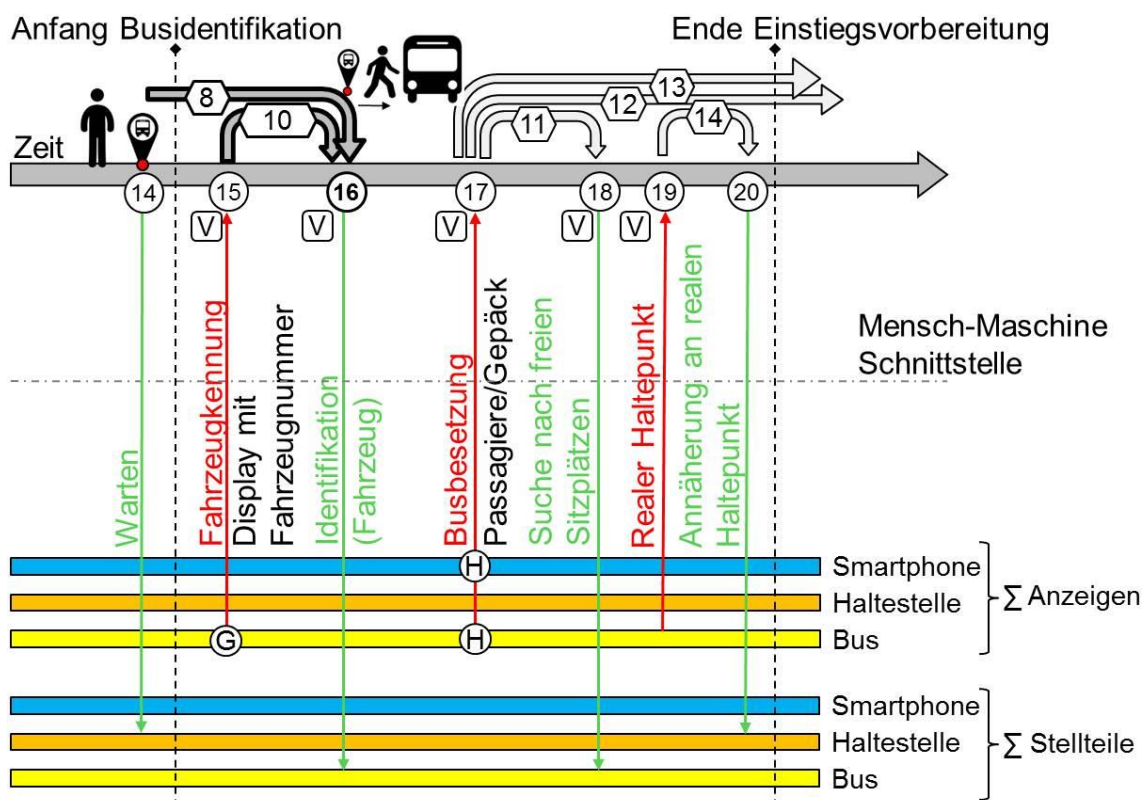 Anfang Busidentifikation
Ende Einstiegsvorbereitung
8
10
13
12
11
14
Zeit
14
15
16
17
18
19
20
V
V
V
V
V
Warten
Fahrzeugkennung
Display mit
Fahrzeugnummer
Identifikation
(Fahrzeug)
Busbesetzung
Passagiere/Gepäck
Suche nach freien
Sitzplätzen
Realer Haltepunkt
Annäherung an realen
Haltepunkt
Mensch-Maschine
Schnittstelle
H
Smartphone
Haltestelle
∑ Anzeigen
G
H
Bus
Smartphone
Haltestelle
∑ Stellteile
Bus